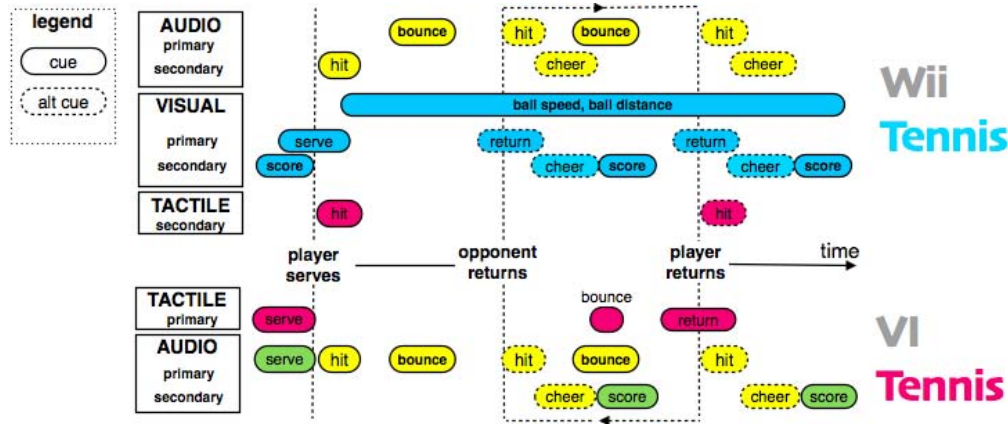 legend
cue
alt cue
AUDIO
primary
bounce
hit
bounce
hit
secondary
hit
cheer
cheer
VISUAL
ball speed, ball distance
primary
serve
return
return
secondary
score
cheer
score
cheer
score
TACTILE
secondary
hit
hit
Wii
Tennis
player
serves
opponent
returns
player
returns
time
TACTILE
primary
serve
bounce
return
AUDIO
primary
serve
hit
bounce
hit
bounce
hit
secondary
cheer
score
cheer
score
VI
Tennis